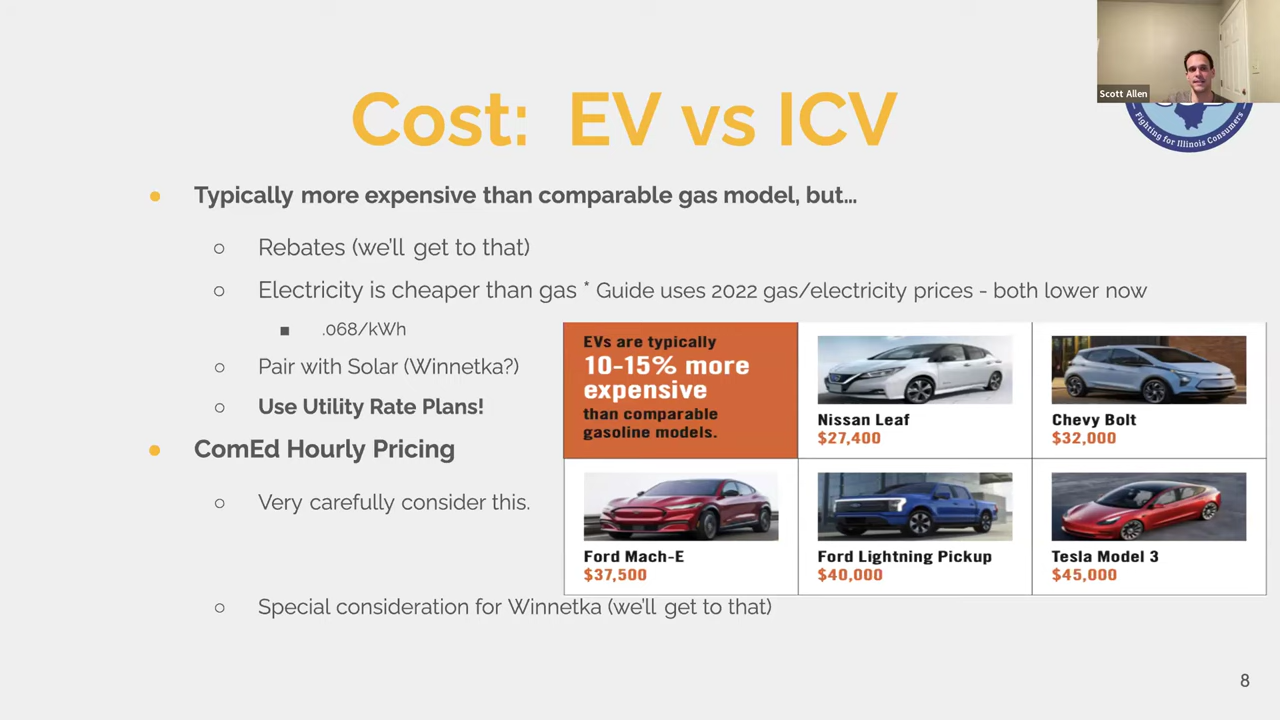 Scott Allen
Fighting for Illinois Consumers
Cost: EV vs ICV
● Typically more expensive than comparable gas model, but...
○ Rebates (we'll get to that)
○ Electricity is cheaper than gas * Guide uses 2022 gas/electricity prices - both lower now
■ .068/kWh
○ Pair with Solar (Winnetka?)
○ Use Utility Rate Plans!
● ComEd Hourly Pricing
○ Very carefully consider this.
○ Special consideration for Winnetka (we'll get to that)
EVs are typically
10-15% more
expensive
than comparable
gasoline models.
Nissan Leaf
$27,400
Chevy Bolt
$32,000
Ford Mach-E
$37,500
Ford Lightning Pickup
$40,000
Tesla Model 3
$45,000
8